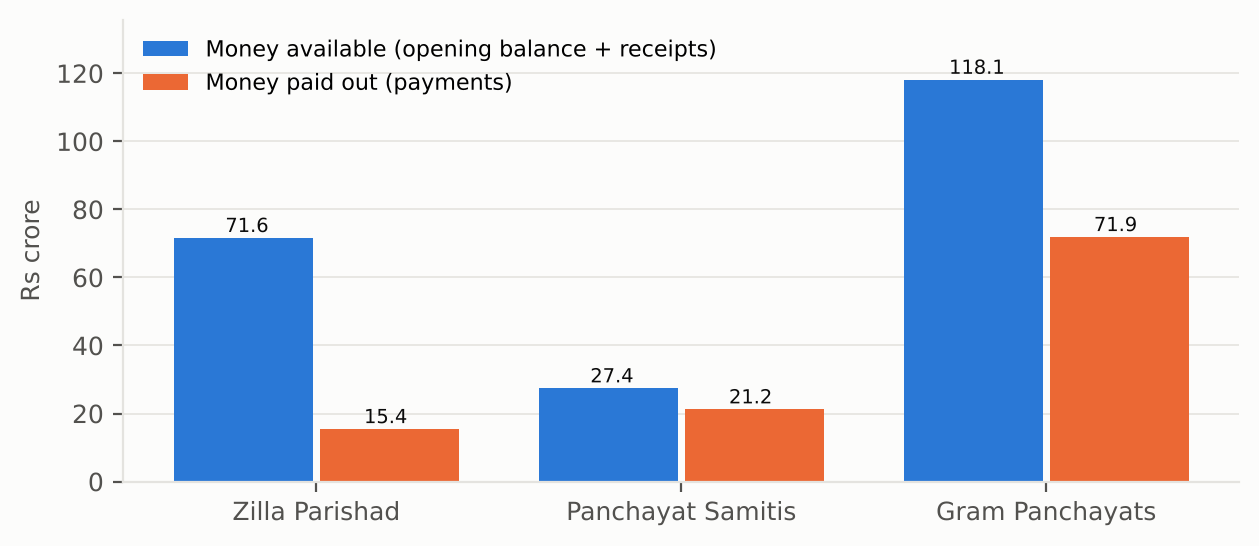 Money available (opening balance + receipts)
Money paid out (payments)
Rs crore
120
100
80
60
40
20
0
71.6
15.4
27.4
21.2
118.1
71.9
Zilla Parishad
Panchayat Samitis
Gram Panchayats